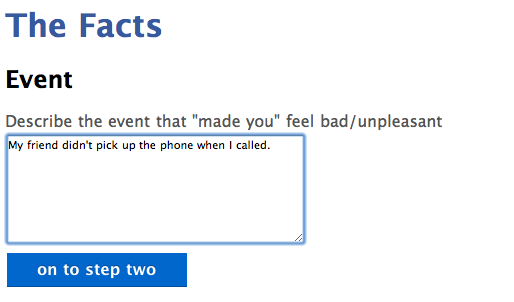 The Facts
Event
Describe the event that "made you" feel bad/unpleasant
My friend didn't pick up the phone when I called.
on to step two